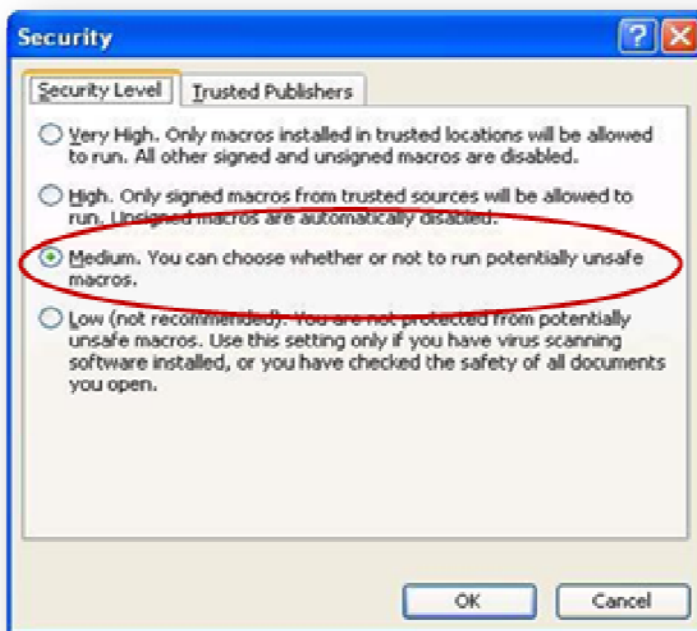 Security
Security Level
Trusted Publishers
Very High. Only macros installed in trusted locations will be allowed
to run. All other signed and unsigned macros are disabled.
High. Only signed macros from trusted sources will be allowed to
run. Unsigned macros are automatically disabled.
Medium. You can choose whether or not to run potentially unsafe
macros.
Low (not recommended). You are not protected from potentially
unsafe macros. Use this setting only if you have virus scanning
software installed, or you have checked the safety of all documents
you open.
OK
Cancel